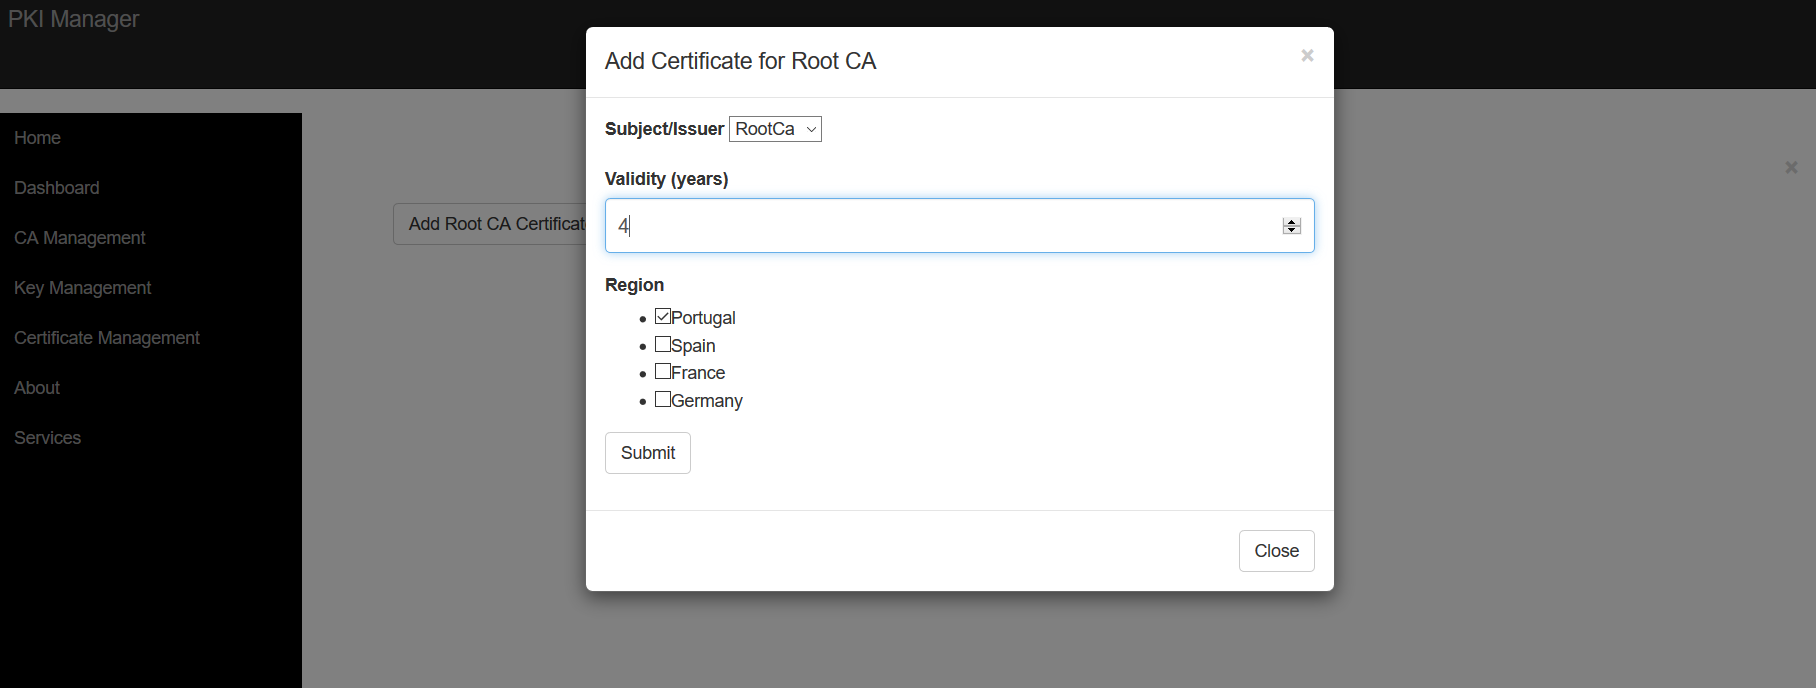 PKI Manager
Home
Dashboard
CA Management
Key Management
Certificate Management
About
Services
Add Root CA Certificat
Add Certificate for Root CA
×
Subject/Issuer RootCa
Validity (years)
4
Region
Portugal
Spain
France
Germany
Submit
Close
×